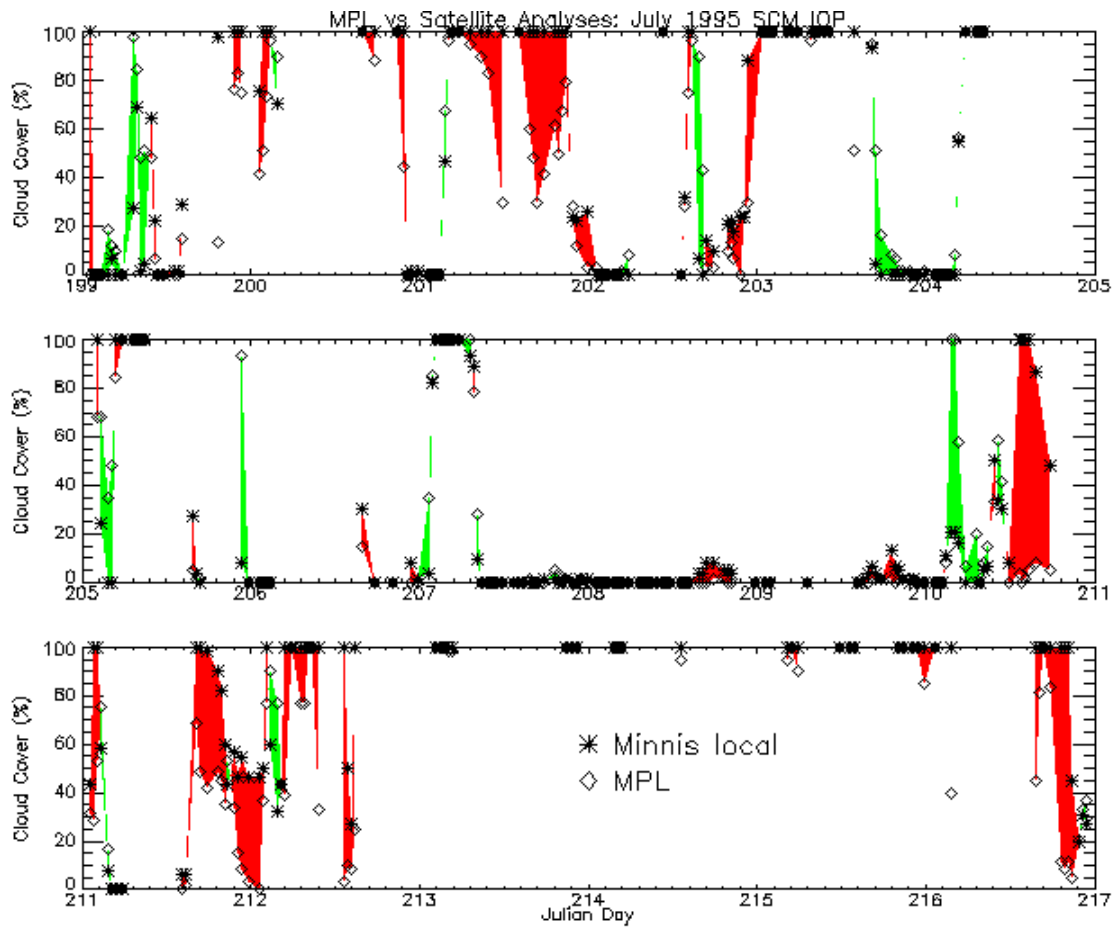 MPL vs Satellite Analyses: July 1995 SCM IOP
100
80
60
40
20
0
Cloud Cover (%)
199 200 201 202 203 204 205
100
80
60
40
20
0
Cloud Cover (%)
205 206 207 208 209 210 211
100
80
60
40
20
0
Cloud Cover (%)
Minnis local
MPL
211 212 213 214 215 216 217
Julian Day